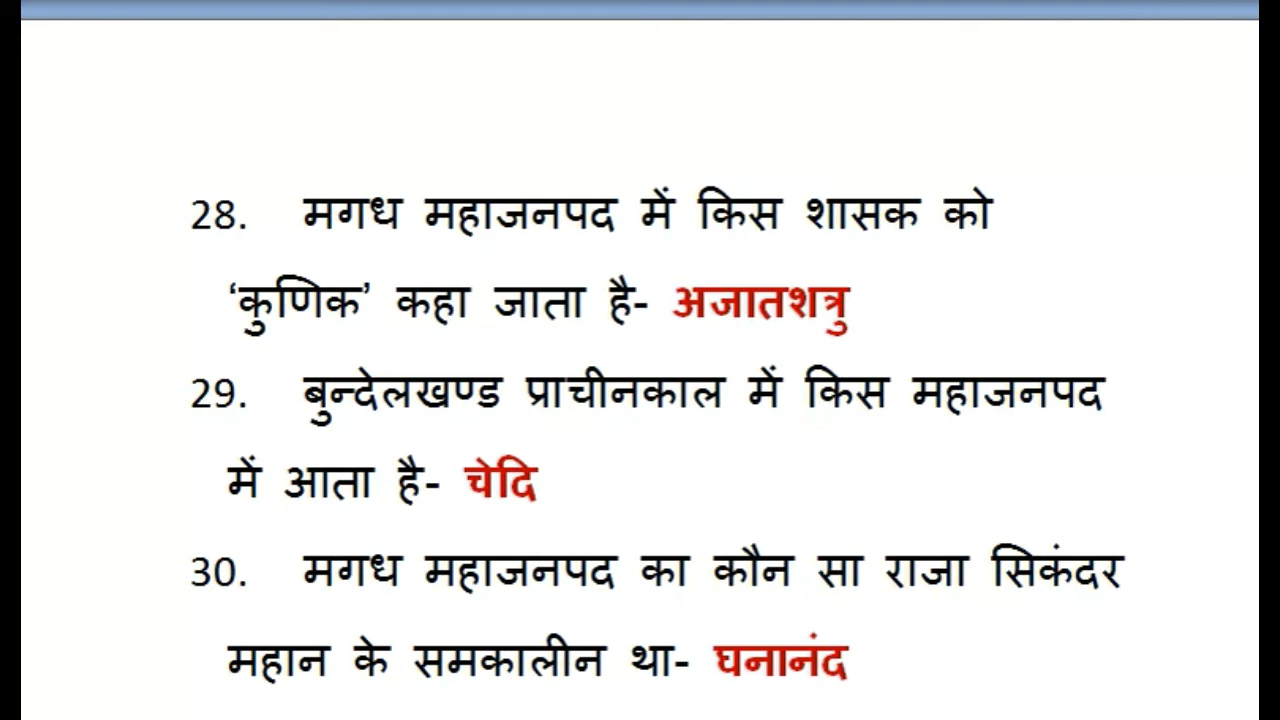 28. मगध महाजनपद में किस शासक को
‘कुणिक’ कहा जाता है- अजातशत्रु
29. बुन्देलखण्ड प्राचीनकाल में किस महाजनपद
में आता है- चेदि
30. मगध महाजनपद का कौन सा राजा सिकंदर
महान के समकालीन था- घनानंद